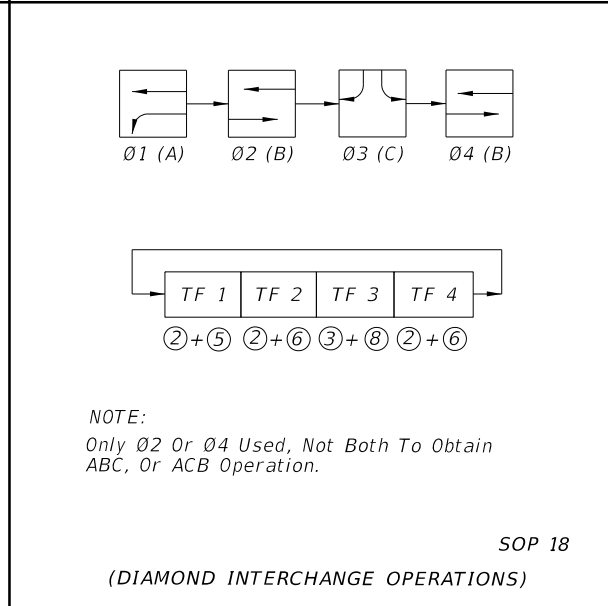 Ø1 (A) Ø2 (B) Ø3 (C) Ø4 (B)
TF 1 TF 2 TF 3 TF 4
2+5 2+6 3+8 2+6
NOTE:
Only Ø2 Or Ø4 Used, Not Both To Obtain
ABC, Or ACB Operation.
SOP 18
(DIAMOND INTERCHANGE OPERATIONS)